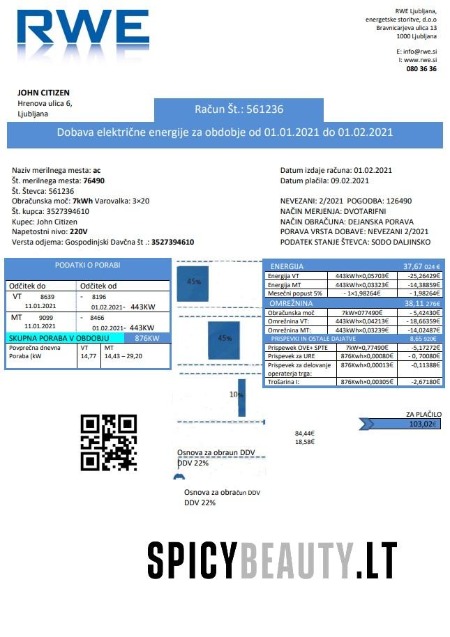 RWE
RWE Ljubljana,
energetske storitve, d.o.o
Bravnicarjeva ulica 13
1000 Ljubljana
E: info@rwe.si
I: www.rwe.si
080 36 36
JOHN CITIZEN
Hrenova ulica 6,
Ljubljana
Račun Št.: 561236
Dobava električne energije za obdobje od 01.01.2021 do 01.02.2021
Naziv merilnega mesta: ac
Št. merilnega mesta: 76490
Št. Števca: 561236
Obračunska moč: 7kWh Varovalka: 3×20
Št. kupca: 3527394610
Kupec: John Citizen
Napetostni nivo: 220V
Versta odjema: Gospodinjski Davčna št .: 3527394610
Datum izdaje računa: 01.02.2021
Datum plačila: 09.02.2021
NEVEZANI: 2/2021 POGODBA: 126490
NAČIN MERJENJA: DVOTARIFNI
NAČIN OBRAČUNA: DEJANSKA PORAVA
PORAVA VRSTA DOBAVE: NEVEZANI 2/2021
PODATEK STANJE ŠTEVCA: SODO DALJINSKO
PODATKI O PORABI
Odčitek do Odčitek od
VT 8639 - 8196
11.01.2021 01.02.2021- 443KW
MT 9099 - 8466
11.01.2021 01.02.2021- 443KW
SKUPNA PORABA V OBDOBJU 876KW
Povprečna dnevna VT MT
Poraba (kW 14,77 14,43 – 29,20
45%
45%
10%
ENERGIJA 37,67 024 €
Energija VT 443kWh×0,05703€ -25,26429€
Energija MT 443kWh×0,03323€ -14,38859€
Mesečni popust 5% - 1×1,98264€ - 1,98264€
OMREŽNINA 38,11 276€
Obračunska moč 7kW@77490€ - 5,42430€
Omrežnina VT: 443kWh×0,04213€ - 18,66359€
Omrežnina MT: 443kWh×0,03239€ -14,02487€
PRISPEVKI IN OSTALE DAJATVE 8,65 920€
Prispevek OVE+ SPTE 7kW×0,77490€ -5,17272€
Prispevek za URE 876Kwh×0,00080€ - 0, 70080€
Prispevek za delovanje 876Kwh×0,00013€ -0,11388€
operaterja trga:
Trošarina I: 876Kwh×0,00305€ -2,67180€
ZA PLAČILO
103,02€
84,44€
18,58€
Osnova za obraun DDV
DDV 22%
Osnova za obračun DDV
DDV 22%
SPICYBEAUTY.LT